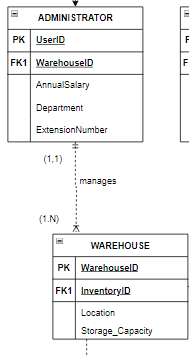 ADMINISTRATOR
PK UserID
FK1 WarehouseID
AnnualSalary
Department
ExtensionNumber
(1,1)
manages
(1.N)
WAREHOUSE
PK WarehouseID
FK1 InventoryID
Location
Storage_Capacity